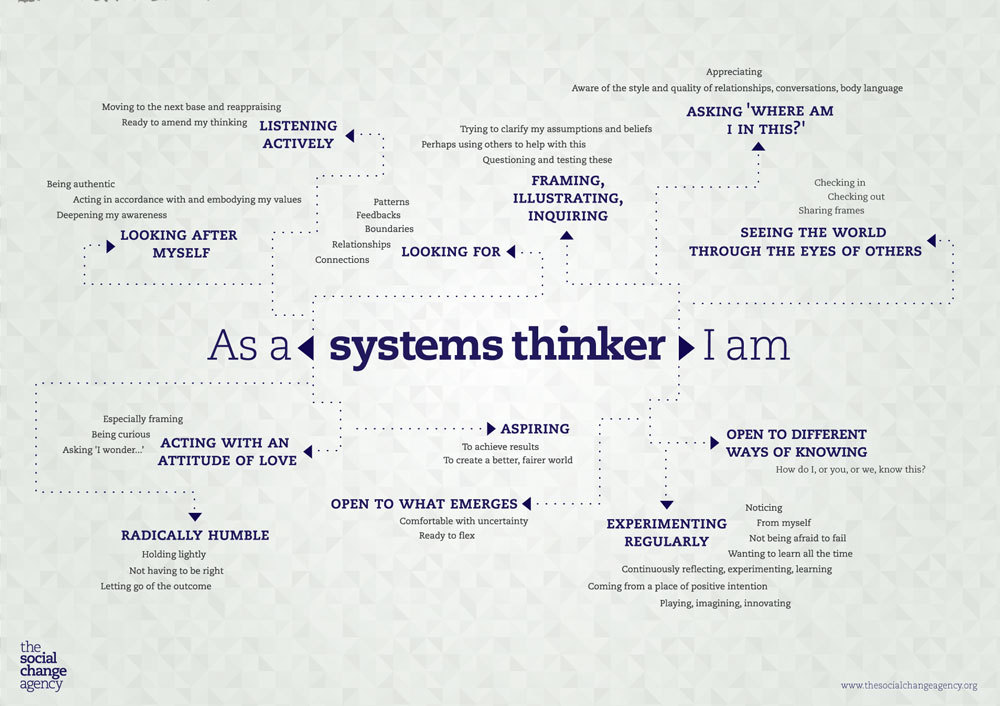 Appreciating
Aware of the style and quality of relationships, conversations, body language
ASKING 'WHERE AM
I IN THIS?'
Moving to the next base and reappraising
Ready to amend my thinking
LISTENING
ACTIVELY
Trying to clarify my assumptions and beliefs
Perhaps using others to help with this
Questioning and testing these
FRAMING,
ILLUSTRATING,
INQUIRING
Being authentic
Acting in accordance with and embodying my values
Deepening my awareness
LOOKING AFTER
MYSELF
Patterns
Feedbacks
Boundaries
Relationships
Connections
LOOKING FOR
Checking in
Checking out
Sharing frames
SEEING THE WORLD
THROUGH THE EYES OF OTHERS
As a systems thinker I am
Especially framing
Being curious
Asking 'I wonder...'
ACTING WITH AN
ATTITUDE OF LOVE
ASPIRING
To achieve results
To create a better, fairer world
OPEN TO DIFFERENT
WAYS OF KNOWING
How do I, or you, or we, know this?
OPEN TO WHAT EMERGES
Comfortable with uncertainty
Ready to flex
RADICALLY HUMBLE
Holding lightly
Not having to be right
Letting go of the outcome
EXPERIMENTING
REGULARLY
Noticing
From myself
Not being afraid to fail
Wanting to learn all the time
Continuously reflecting, experimenting, learning
Coming from a place of positive intention
Playing, imagining, innovating
the
social
change
agency
www.thesocialchangeagency.org